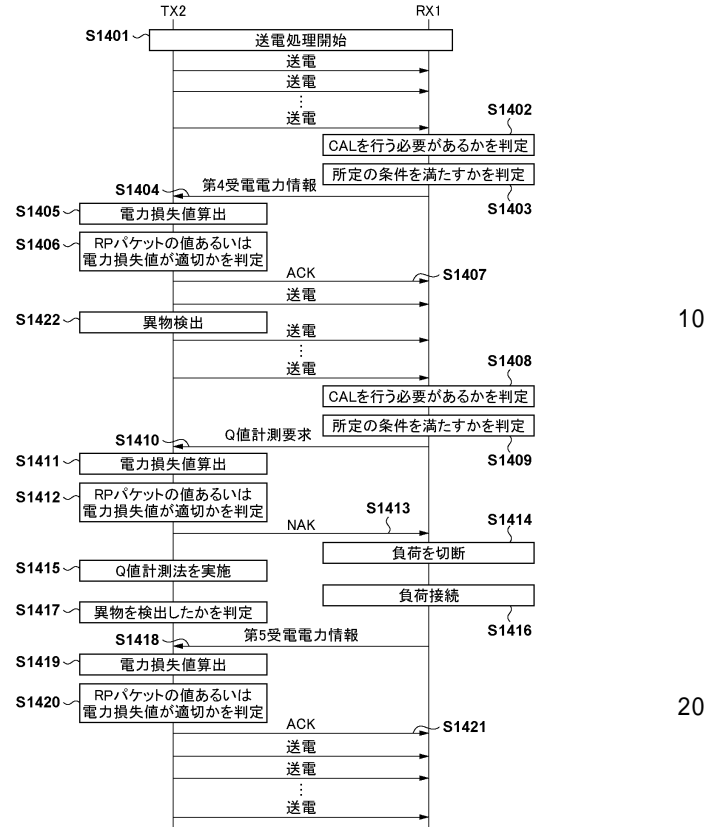 TX2
RX1
S1401
送電処理開始
送電
送電
⋮
送電
S1402
CALを行う必要があるかを判定
所定の条件を満たすかを判定
S1403
S1404
第4受電電力情報
S1405
電力損失値算出
S1406
RPパケットの値あるいは
電力損失値が適切かを判定
ACK
S1407
送電
S1422
異物検出
10
送電
⋮
送電
S1408
CALを行う必要があるかを判定
所定の条件を満たすかを判定
S1409
S1410
Q値計測要求
S1411
電力損失値算出
S1412
RPパケットの値あるいは
電力損失値が適切かを判定
S1413
NAK
S1414
負荷を切断
S1415
Q値計測法を実施
負荷接続
S1416
S1417
異物を検出したかを判定
S1418
第5受電電力情報
S1419
電力損失値算出
S1420
RPパケットの値あるいは
電力損失値が適切かを判定
20
ACK
S1421
送電
送電
⋮
送電